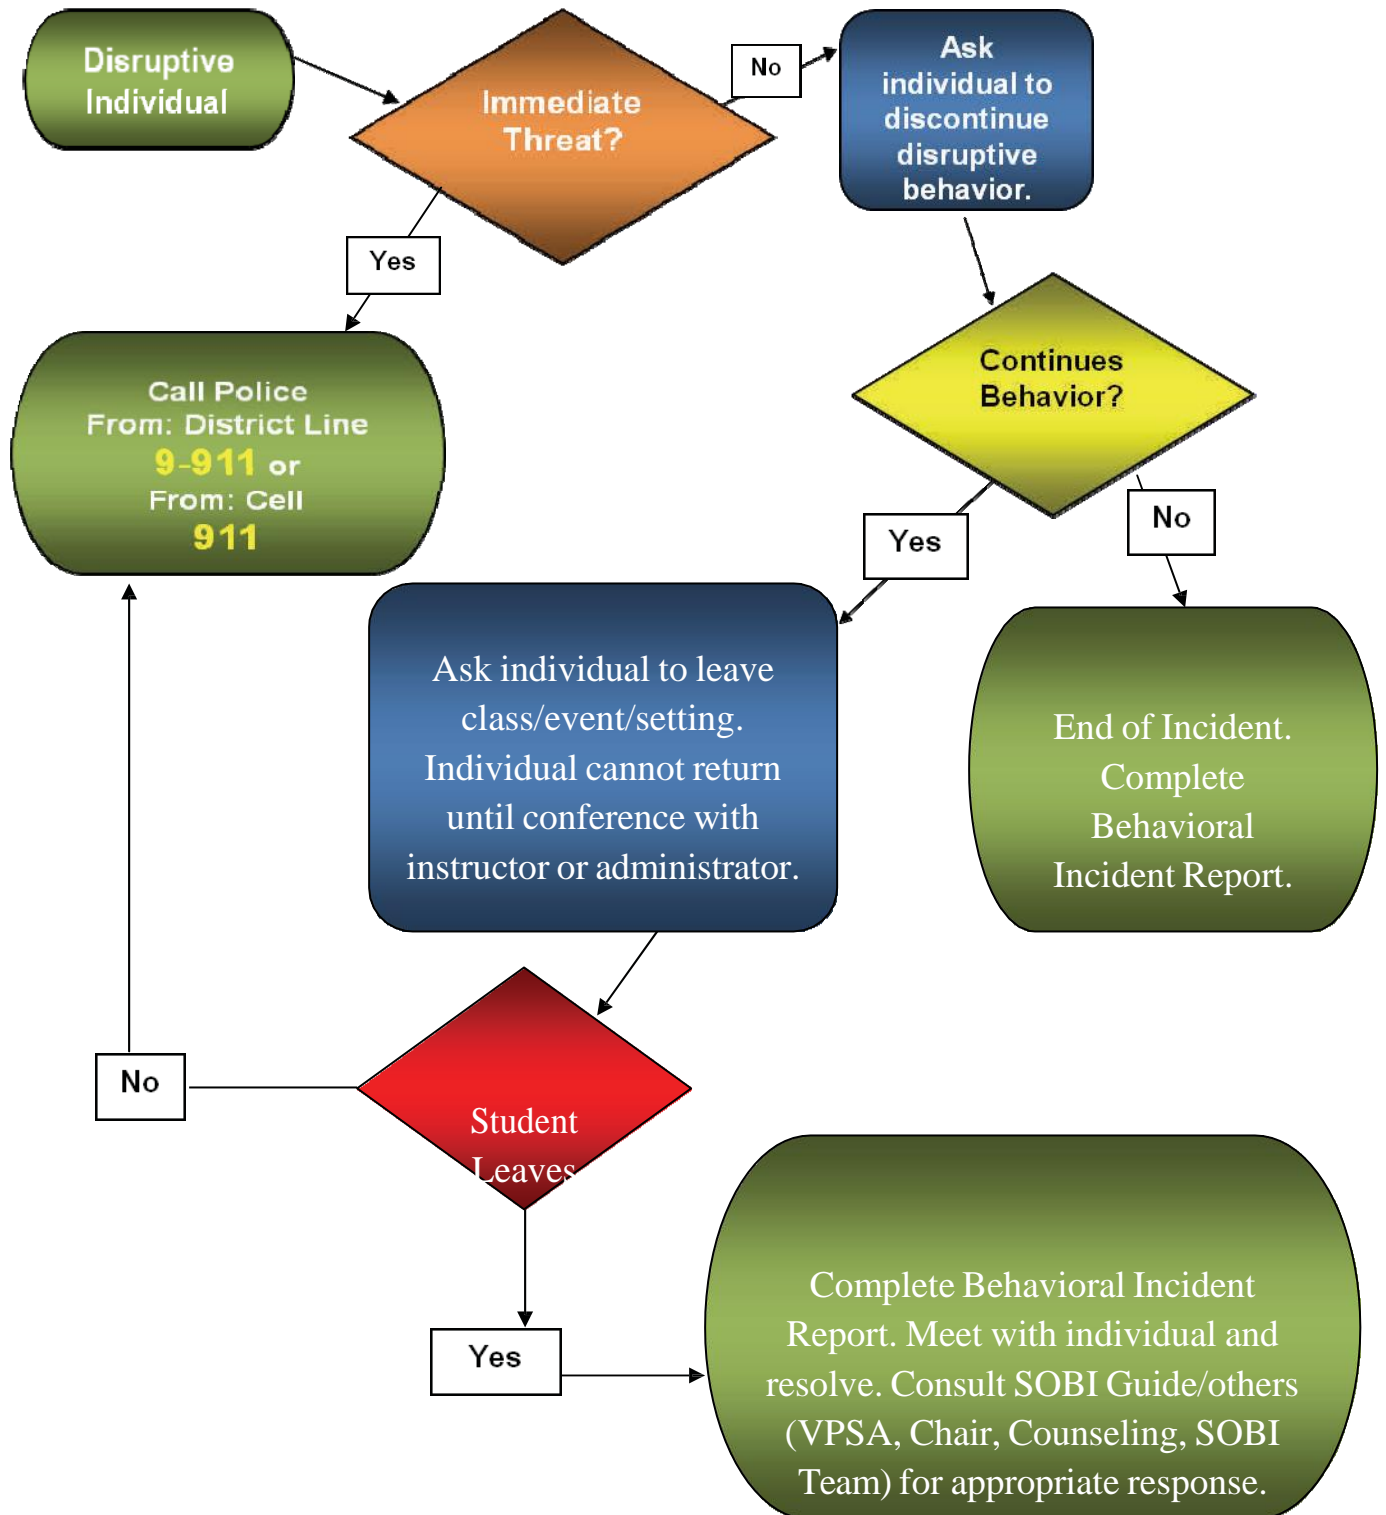 Disruptive
Individual
Immediate
Threat?
No
Ask
individual to
discontinue
disruptive
behavior.
Yes
Call Police
From: District Line
9-911 or
From: Cell
911
Continues
Behavior?
Yes
No
Ask individual to leave
class/event/setting.
Individual cannot return
until conference with
instructor or administrator.
End of Incident.
Complete
Behavioral
Incident Report.
No
Student
Leaves
Yes
Complete Behavioral Incident
Report. Meet with individual and
resolve. Consult SOBI Guide/others
(VPSA, Chair, Counseling, SOBI
Team) for appropriate response.